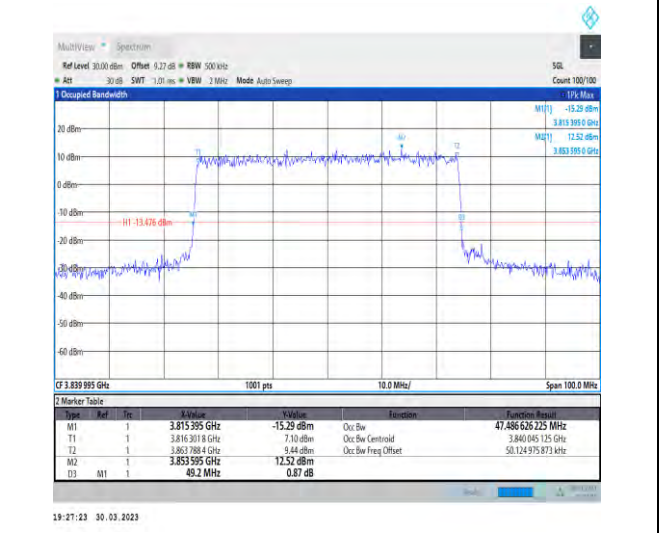 MultiView Spectrum
Ref Level 30.00 dBm Offset 9.27 dB RBW 500 kHz SGL
Att 30 dB SWT 1.01 ms VBW 2 MHz Mode Auto Sweep Count 100/100
1 Occupied Bandwidth 1Pk Max
M1[1] -15.29 dBm
3.815 395 0 GHz
20 dBm M2[1] 12.52 dBm
3.853 595 0 GHz
T1 M2 T2
10 dBm
0 dBm
-10 dBm M1 D3
H1 -13.476 dBm
-20 dBm
-30 dBm
-40 dBm
-50 dBm
-60 dBm
CF 3.839 995 GHz 1001 pts 10.0 MHz/ Span 100.0 MHz
2 Marker Table
Type Ref Trc X-Value Y-Value Function Function Result
M1 1 3.815 395 GHz -15.29 dBm Occ Bw 47.486 626 225 MHz
T1 1 3.816 301 8 GHz 7.10 dBm Occ Bw Centroid 3.840 045 125 GHz
T2 1 3.863 788 4 GHz 9.44 dBm Occ Bw Freq Offset 50.124 975 873 kHz
M2 1 3.853 595 GHz 12.52 dBm
D3 M1 1 49.2 MHz 0.87 dB
19:27:23 30.03.2023